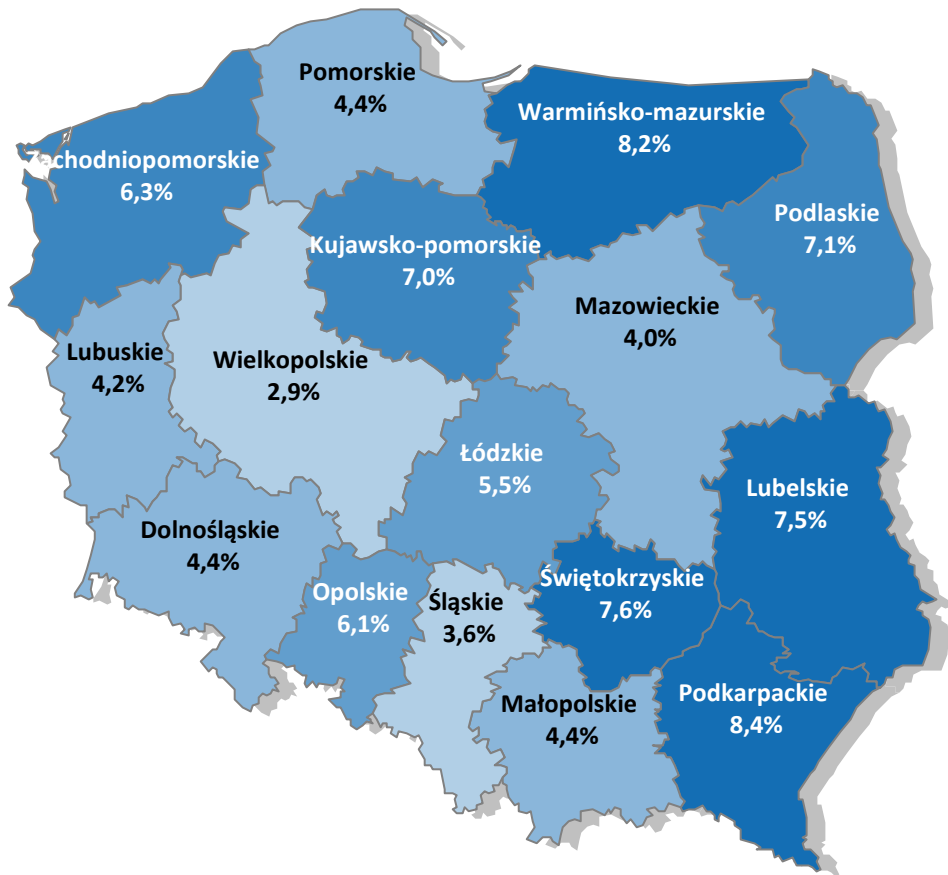 Pomorskie
4,4%
Warmińsko-mazurskie
8,2%
Zachodniopomorskie
6,3%
Podlaskie
7,1%
Kujawsko-pomorskie
7,0%
Mazowieckie
4,0%
Lubuskie
4,2%
Wielkopolskie
2,9%
Łódzkie
5,5%
Lubelskie
7,5%
Dolnośląskie
4,4%
Opolskie
6,1%
Śląskie
3,6%
Świętokrzyskie
7,6%
Małopolskie
4,4%
Podkarpackie
8,4%